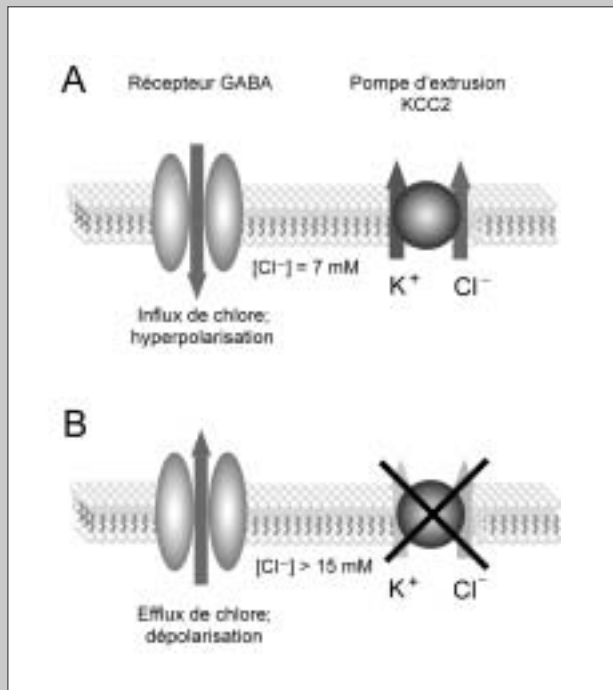 A
Récepteur GABA
Pompe d'extrusion
KCC2
[Cl⁻] = 7 mM
K⁺
Cl⁻
Influx de chlore;
hyperpolarisation
B
[Cl⁻] > 15 mM
K⁺
Cl⁻
Efflux de chlore;
dépolarisation